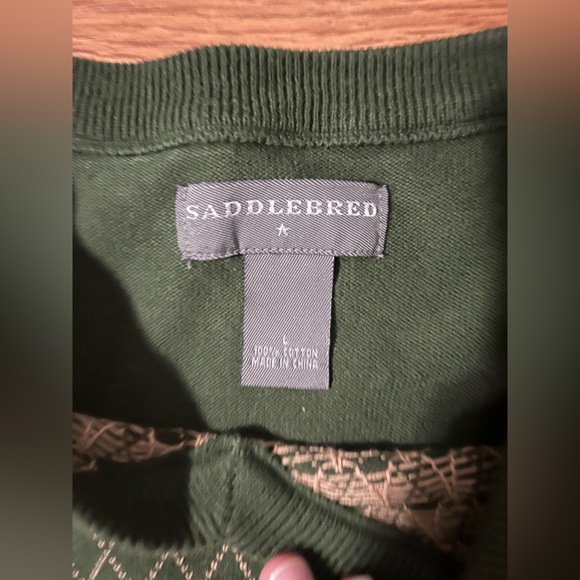 SADDLEBRED
L
100% COTTON
MADE IN CHINA